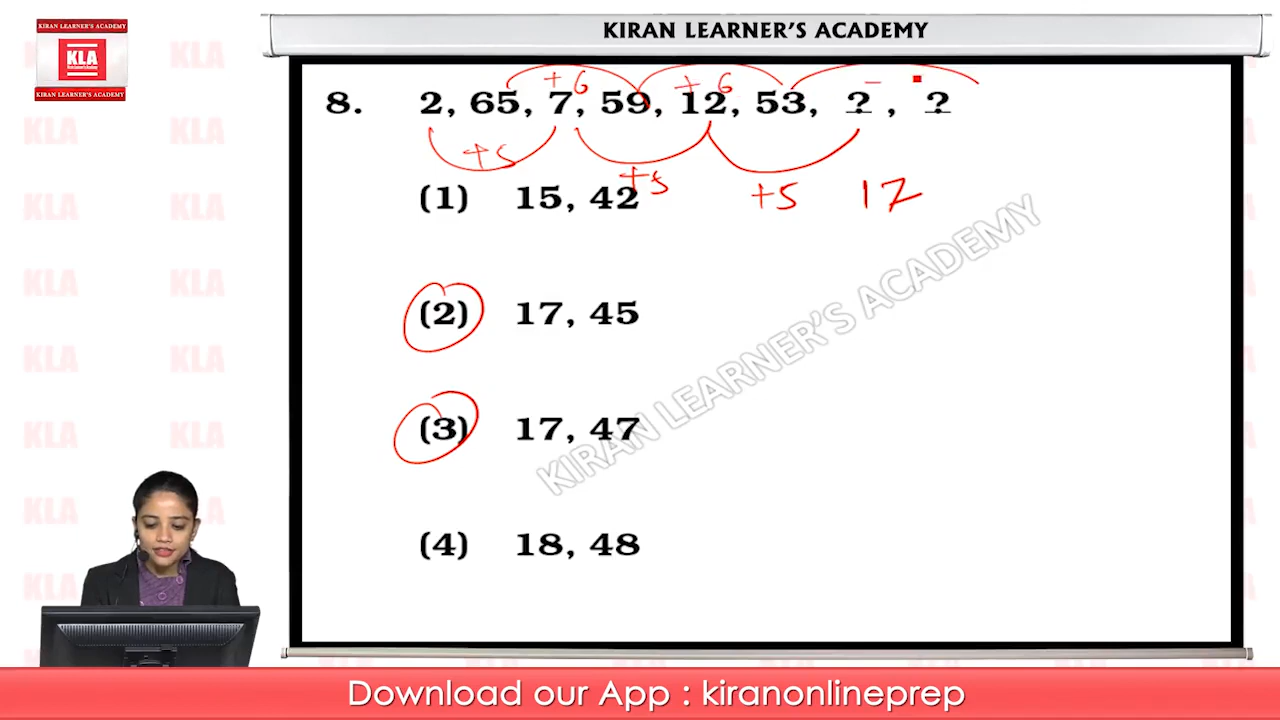 KIRAN LEARNER'S ACADEMY
KLA
KIRAN LEARNER'S ACADEMY
KIRAN LEARNER'S ACADEMY
+6 +6 –
8. 2, 65, 7, 59, 12, 53, ?, ?
+5 +5 +5 17
(1) 15, 42
(2) 17, 45
(3) 17, 47
(4) 18, 48
KIRAN LEARNER'S ACADEMY
Download our App : kiranonlineprep